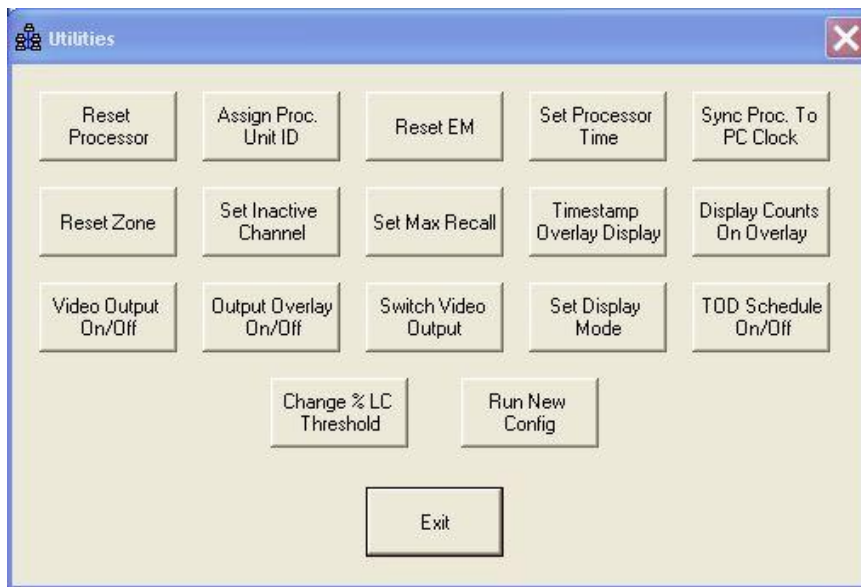 Utilities
Reset
Processor
Assign Proc.
Unit ID
Reset EM
Set Processor
Time
Sync Proc. To
PC Clock
Reset Zone
Set Inactive
Channel
Set Max Recall
Timestamp
Overlay Display
Display Counts
On Overlay
Video Output
On/Off
Output Overlay
On/Off
Switch Video
Output
Set Display
Mode
TOD Schedule
On/Off
Change % LC
Threshold
Run New
Config
Exit